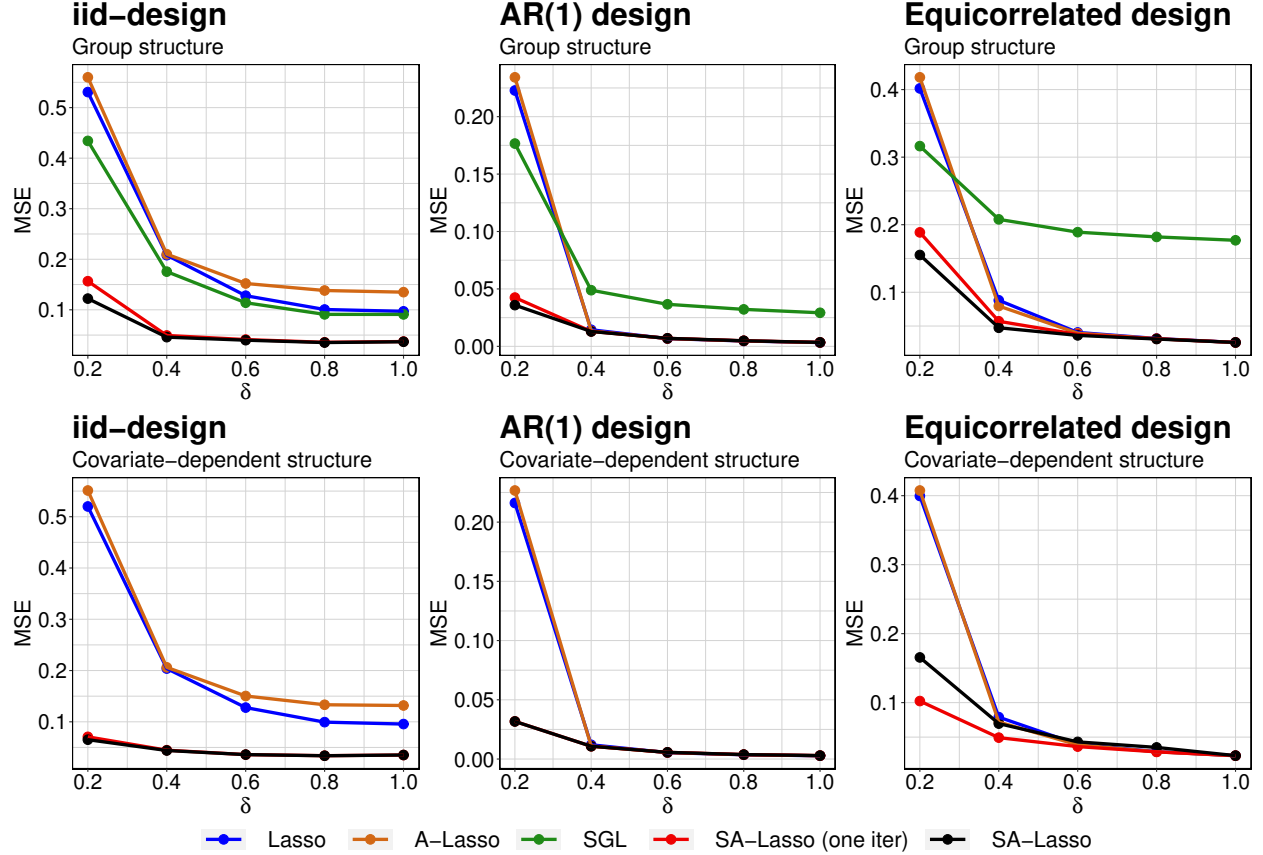 iid−design
Group structure
MSE
0.5
0.4
0.3
0.2
0.1
0.2 0.4 0.6 0.8 1.0
δ
AR(1) design
Group structure
MSE
0.20
0.15
0.10
0.05
0.00
0.2 0.4 0.6 0.8 1.0
δ
Equicorrelated design
Group structure
MSE
0.4
0.3
0.2
0.1
0.2 0.4 0.6 0.8 1.0
δ
iid−design
Covariate−dependent structure
MSE
0.5
0.4
0.3
0.2
0.1
0.2 0.4 0.6 0.8 1.0
δ
AR(1) design
Covariate−dependent structure
MSE
0.20
0.15
0.10
0.05
0.00
0.2 0.4 0.6 0.8 1.0
δ
Equicorrelated design
Covariate−dependent structure
MSE
0.4
0.3
0.2
0.1
0.2 0.4 0.6 0.8 1.0
δ
Lasso A−Lasso SGL SA−Lasso (one iter) SA−Lasso